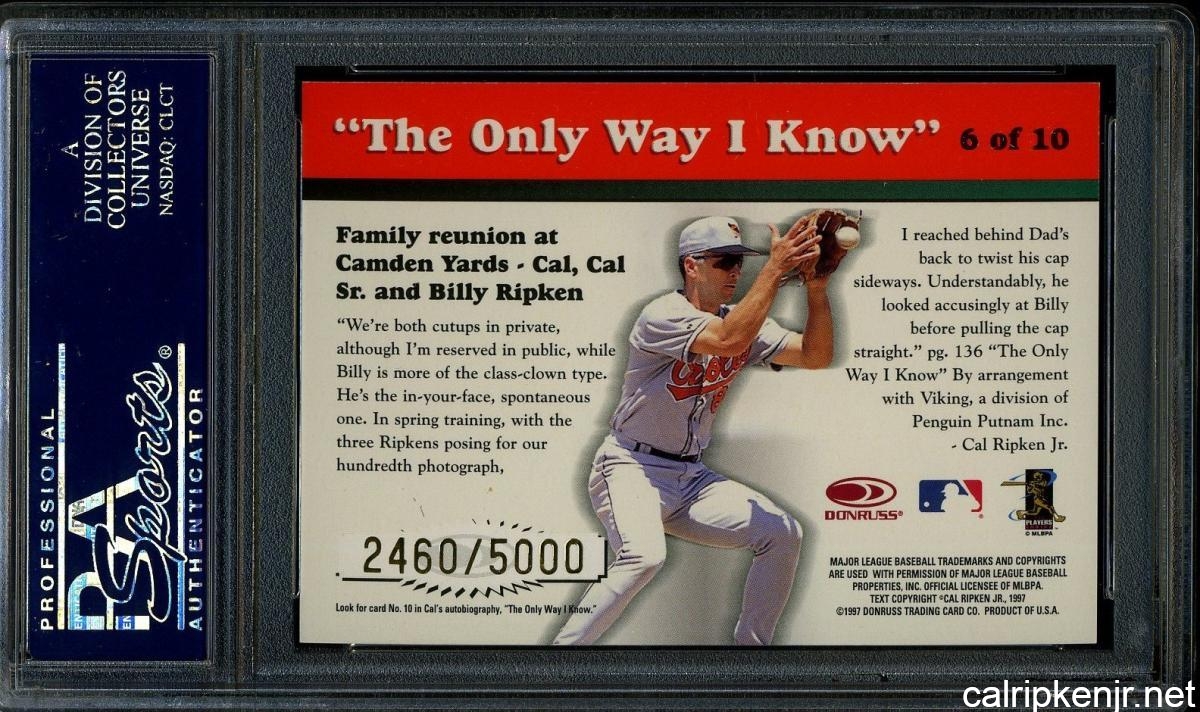 A
DIVISION OF
COLLECTORS
UNIVERSE
NASDAQ: CLCT
PROFESSIONAL
PSA
Sports®
AUTHENTICATOR
“The Only Way I Know” 6 of 10
Family reunion at
Camden Yards - Cal, Cal
Sr. and Billy Ripken
“We're both cutups in private,
although I'm reserved in public, while
Billy is more of the class-clown type.
He's the in-your-face, spontaneous
one. In spring training, with the
three Ripkens posing for our
hundredth photograph,
I reached behind Dad's
back to twist his cap
sideways. Understandably, he
looked accusingly at Billy
before pulling the cap
straight.” pg. 136 “The Only
Way I Know” By arrangement
with Viking, a division of
Penguin Putnam Inc.
- Cal Ripken Jr.
2460/5000
Look for card No. 10 in Cal's autobiography, "The Only Way I Know."
DONRUSS®
PLAYERS
© MLBPA
MAJOR LEAGUE BASEBALL TRADEMARKS AND COPYRIGHTS
ARE USED WITH PERMISSION OF MAJOR LEAGUE BASEBALL
PROPERTIES, INC. OFFICIAL LICENSEE OF MLBPA.
TEXT COPYRIGHT ©CAL RIPKEN JR., 1997
©1997 DONRUSS TRADING CARD CO. PRODUCT OF U.S.A.
calripkenjr.net